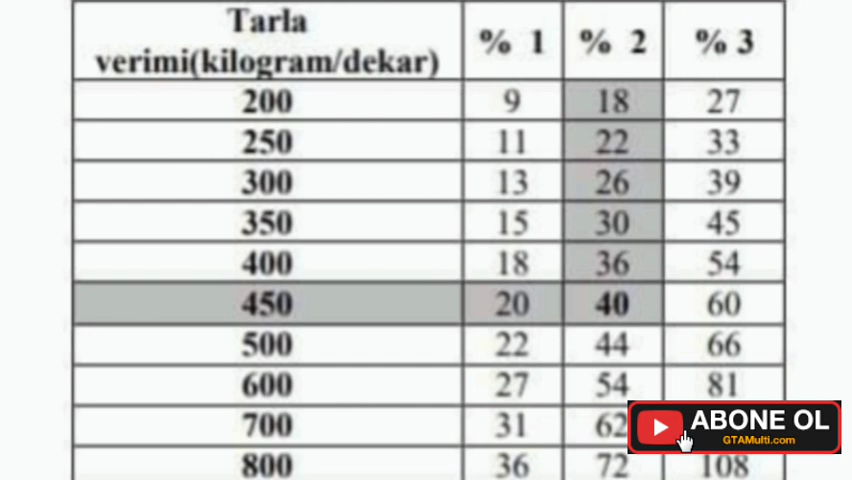 Tarla verimi(kilogram/dekar) % 1 % 2 % 3
200 9 18 27
250 11 22 33
300 13 26 39
350 15 30 45
400 18 36 54
450 20 40 60
500 22 44 66
600 27 54 81
700 31 62
800 36 72 108
ABONE OL
GTAMulti.com